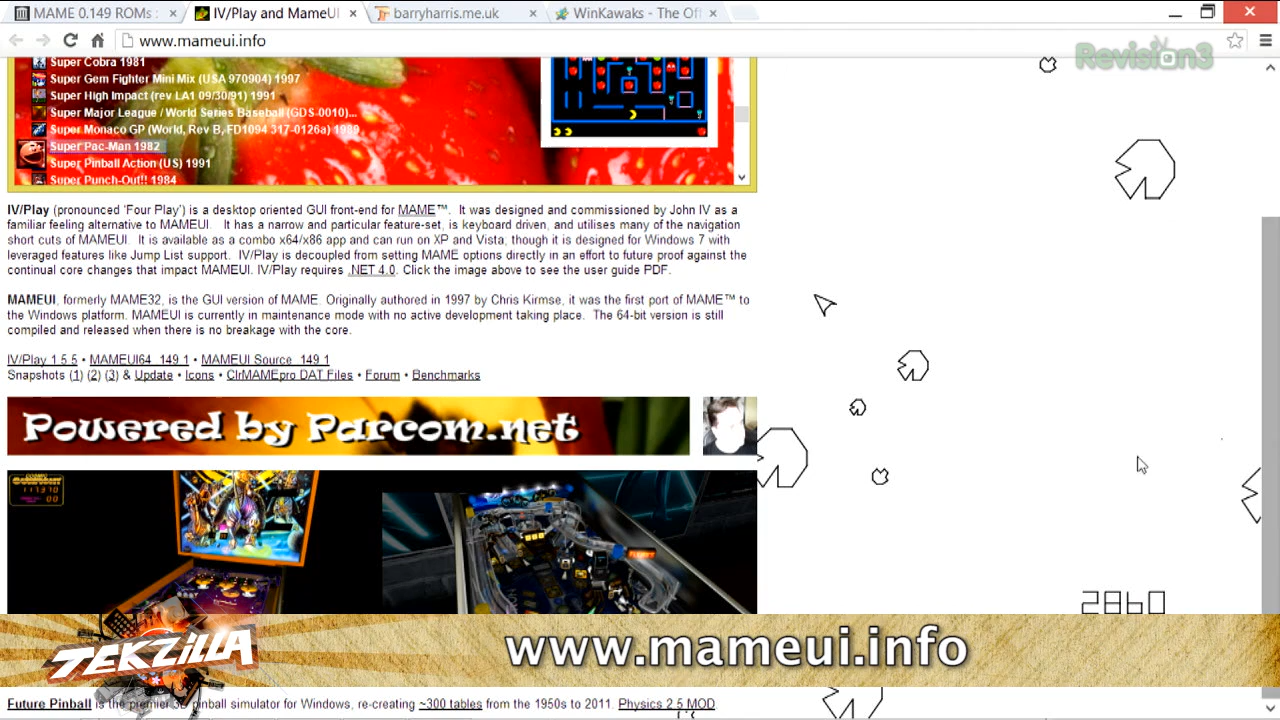 MAME 0.149 ROMs :
IV/Play and MameUI
barryharris.me.uk
WinKawaks - The Off
www.mameui.info
Revision3
Super Cobra 1981
Super Gem Fighter Mini Mix (USA 970904) 1997
Super High Impact (rev LA1 09/30/91) 1991
Super Major League / World Series Baseball (GDS-0010)...
Super Monaco GP (World, Rev B, FD1094 317-0126a) 1989
Super Pac-Man 1982
Super Pinball Action (US) 1991
Super Punch-Out!! 1984
IV/Play (pronounced 'Four Play') is a desktop oriented GUI front-end for MAME™. It was designed and commissioned by John IV as a
familiar feeling alternative to MAMEUI. It has a narrow and particular feature-set, is keyboard driven, and utilises many of the navigation
short cuts of MAMEUI. It is available as a combo x64/x86 app and can run on XP and Vista, though it is designed for Windows 7 with
leveraged features like Jump List support. IV/Play is decoupled from setting MAME options directly in an effort to future proof against the
continual core changes that impact MAMEUI. IV/Play requires .NET 4.0. Click the image above to see the user guide PDF.
MAMEUI, formerly MAME32, is the GUI version of MAME. Originally authored in 1997 by Chris Kirmse, it was the first port of MAME™ to
the Windows platform. MAMEUI is currently in maintenance mode with no active development taking place. The 64-bit version is still
compiled and released when there is no breakage with the core.
IV/Play 1.5.5 • MAMEUI64 .149.1 • MAMEUI Source .149.1
Snapshots (1) (2) (3) & Update • Icons • ClrMAMEpro DAT Files • Forum • Benchmarks
Powered by Parcom.net
2860
TEKZILLA
www.mameui.info
Future Pinball is the premier 3D pinball simulator for Windows, re-creating ~300 tables from the 1950s to 2011. Physics 2.5 MOD